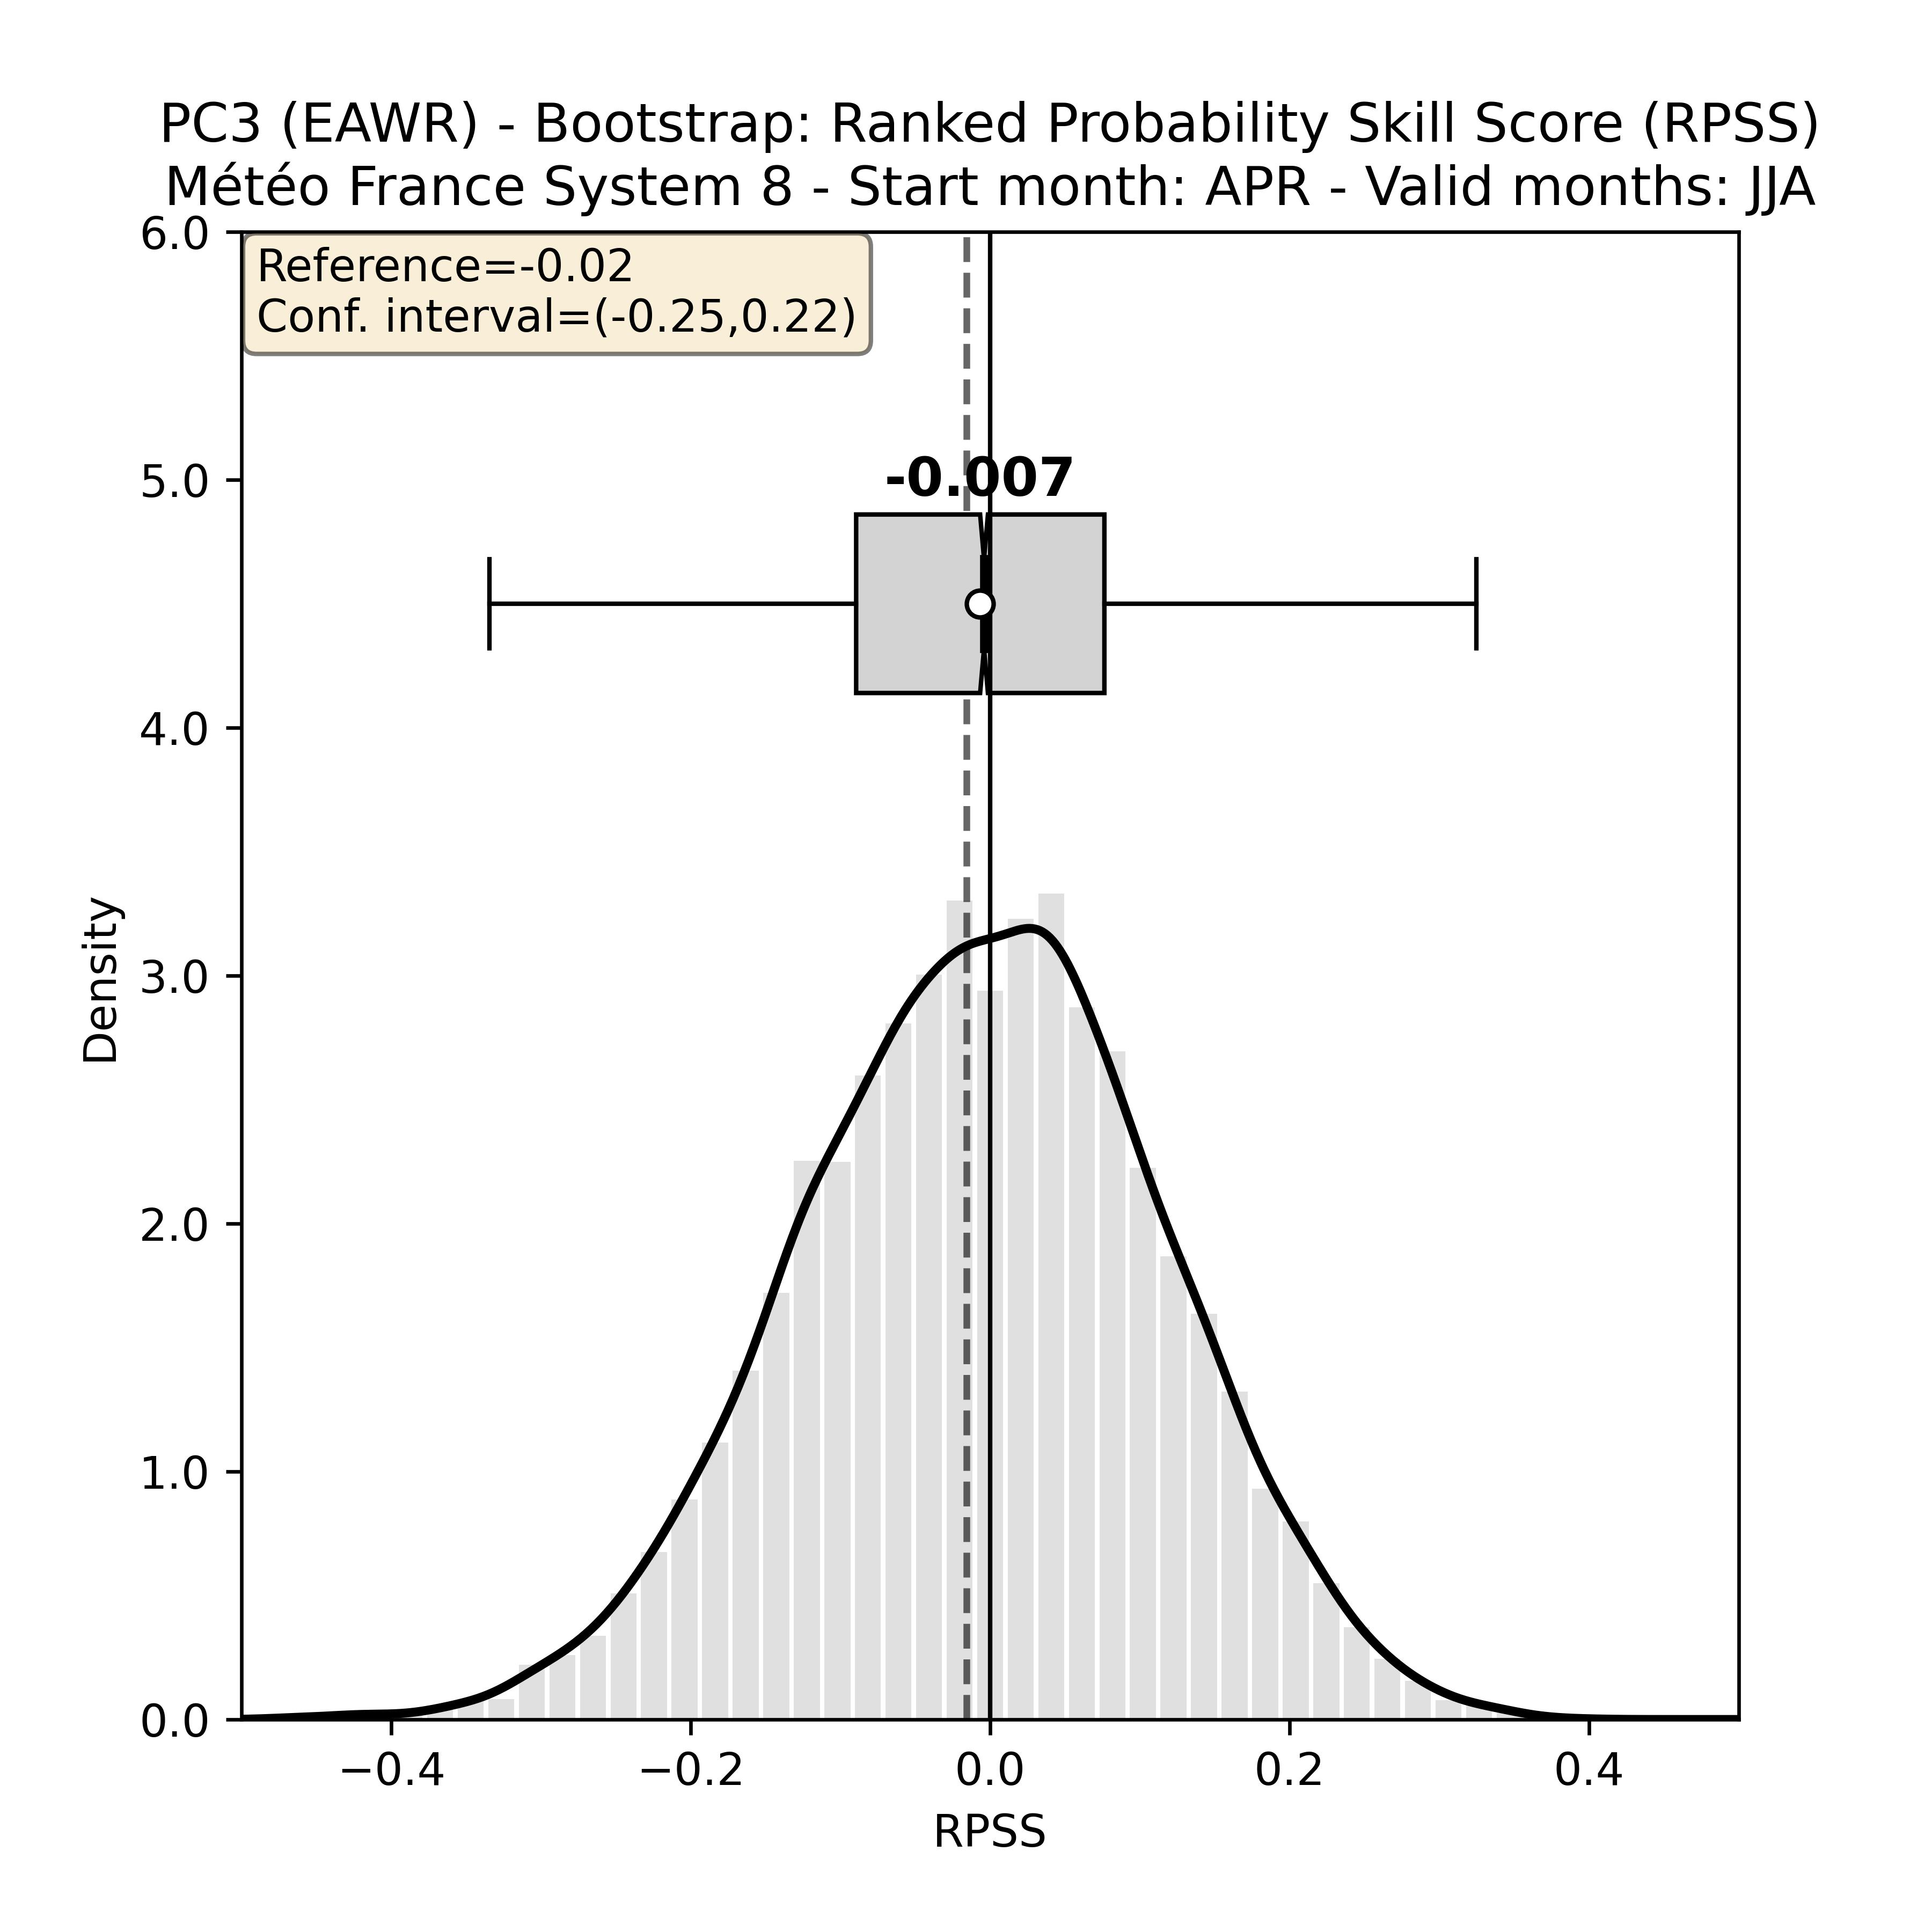 PC3 (EAWR) - Bootstrap: Ranked Probability Skill Score (RPSS)
Météo France System 8 - Start month: APR - Valid months: JJA
Reference=-0.02
Conf. interval=(-0.25,0.22)
-0.007
6.0
5.0
4.0
3.0
2.0
1.0
0.0
Density
−0.4
−0.2
0.0
0.2
0.4
RPSS